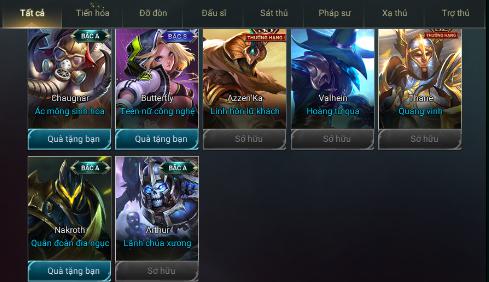 Tất cả
Tiến hóa
Đỡ đòn
Đấu sĩ
Sát thủ
Pháp sư
Xạ thủ
Trợ thủ
BẬC A
BẬC S
THƯỜNG HẠNG
THƯỜNG HẠNG
Chaugnar
Butterfly
Azzen'Ka
Valhein
Thane
Ác mộng sinh hóa
Teen nữ công nghệ
Linh hồn lữ khách
Hoàng tử quạ
Quang vinh
Quà tặng bạn
Quà tặng bạn
Sở hữu
Sở hữu
Sở hữu
BẬC A
BẬC A
Nakroth
Arthur
Quân đoàn địa ngục
Lãnh chúa xương
Quà tặng bạn
Sở hữu